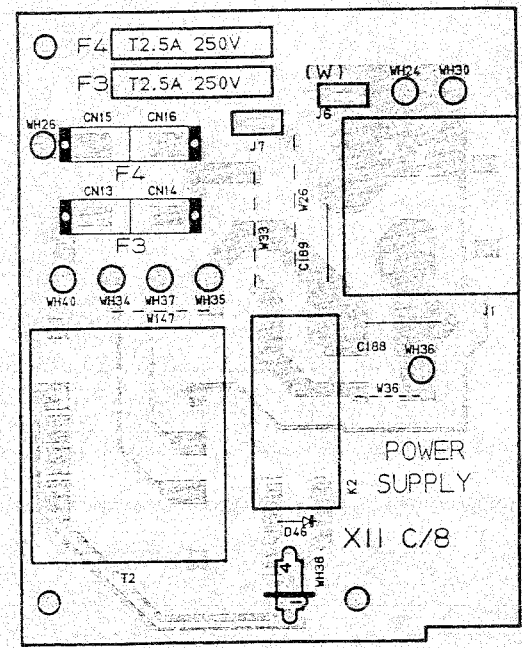 F4 T2.5A 250V
F3 T2.5A 250V
(W)
WH24 WH30
J6
WH26
CN15 CN16
J7
F4
CN13 CN14
F3
W26
W33
C189
WH40 WH34 WH37 WH35
W147
J1
C188
WH36
W36
POWER
SUPPLY
K2
D46
XII C/8
T2
4
WH38
1